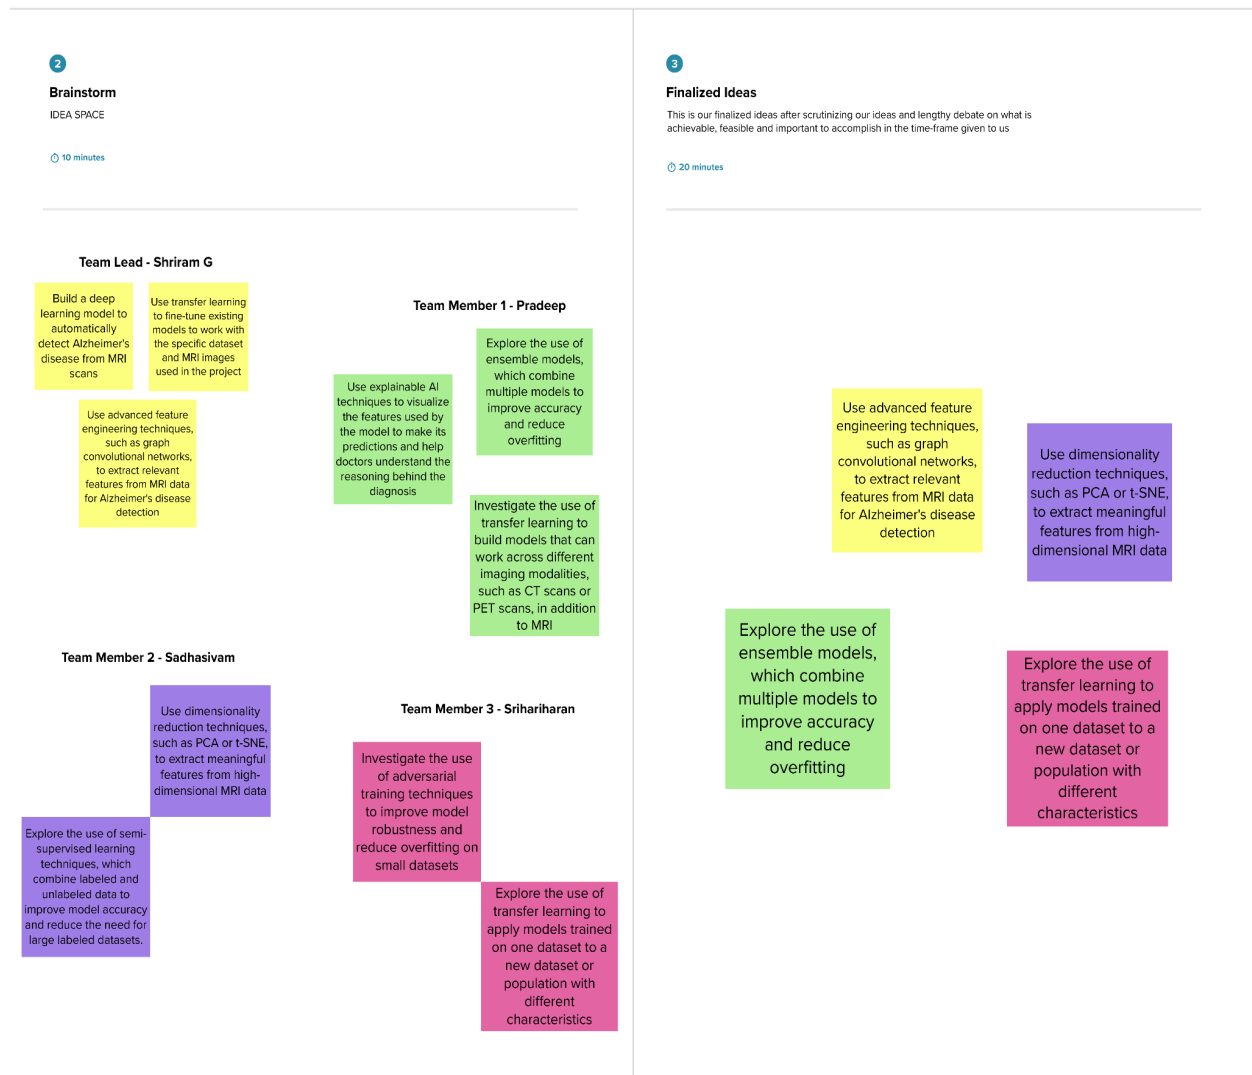 2
Brainstorm
IDEA SPACE
10 minutes
Team Lead - Shriram G
Build a deep
learning model to
automatically
detect Alzheimer's
disease from MRI
scans
Use transfer learning
to fine-tune existing
models to work with
the specific dataset
and MRI images
used in the project
Use advanced feature
engineering techniques,
such as graph
convolutional networks,
to extract relevant
features from MRI data
for Alzheimer's disease
detection
Team Member 1 - Pradeep
Explore the use of
ensemble models,
which combine
multiple models to
improve accuracy
and reduce
overfitting
Use explainable AI
techniques to visualize
the features used by
the model to make its
predictions and help
doctors understand the
reasoning behind the
diagnosis
Investigate the use of
transfer learning to
build models that can
work across different
imaging modalities,
such as CT scans or
PET scans, in addition
to MRI
Team Member 2 - Sadhasivam
Use dimensionality
reduction techniques,
such as PCA or t-SNE,
to extract meaningful
features from high-
dimensional MRI data
Explore the use of semi-
supervised learning
techniques, which
combine labeled and
unlabeled data to
improve model accuracy
and reduce the need for
large labeled datasets.
Team Member 3 - Srihariharan
Investigate the use
of adversarial
training techniques
to improve model
robustness and
reduce overfitting on
small datasets
Explore the use of
transfer learning to
apply models trained
on one dataset to a
new dataset or
population with
different
characteristics
3
Finalized Ideas
This is our finalized ideas after scrutinizing our ideas and lengthy debate on what is
achievable, feasible and important to accomplish in the time-frame given to us
20 minutes
Use advanced feature
engineering techniques,
such as graph
convolutional networks,
to extract relevant
features from MRI data
for Alzheimer's disease
detection
Use dimensionality
reduction techniques,
such as PCA or t-SNE,
to extract meaningful
features from high-
dimensional MRI data
Explore the use of
ensemble models,
which combine
multiple models to
improve accuracy
and reduce
overfitting
Explore the use of
transfer learning to
apply models trained
on one dataset to a
new dataset or
population with
different
characteristics